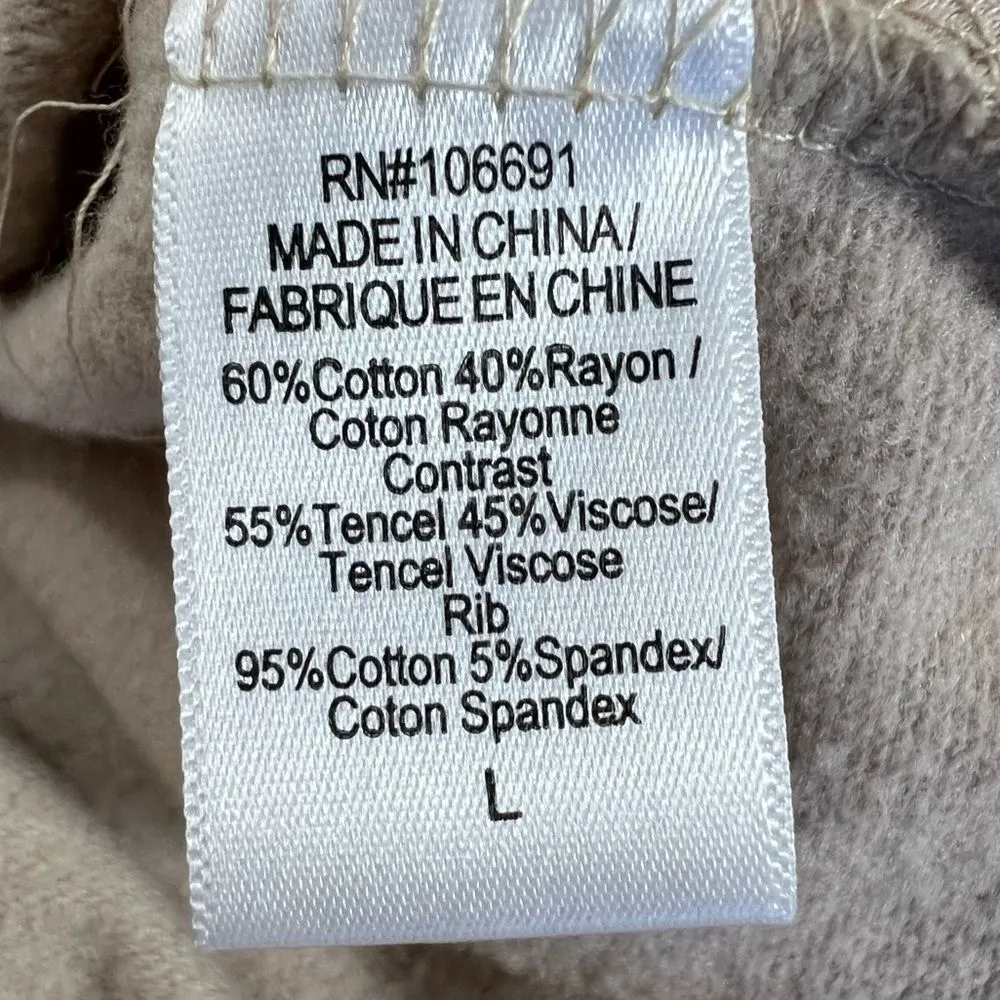 RN#106691
MADE IN CHINA/
FABRIQUE EN CHINE
60%Cotton 40%Rayon /
Coton Rayonne
Contrast
55%Tencel 45%Viscose/
Tencel Viscose
Rib
95%Cotton 5%Spandex/
Coton Spandex
L